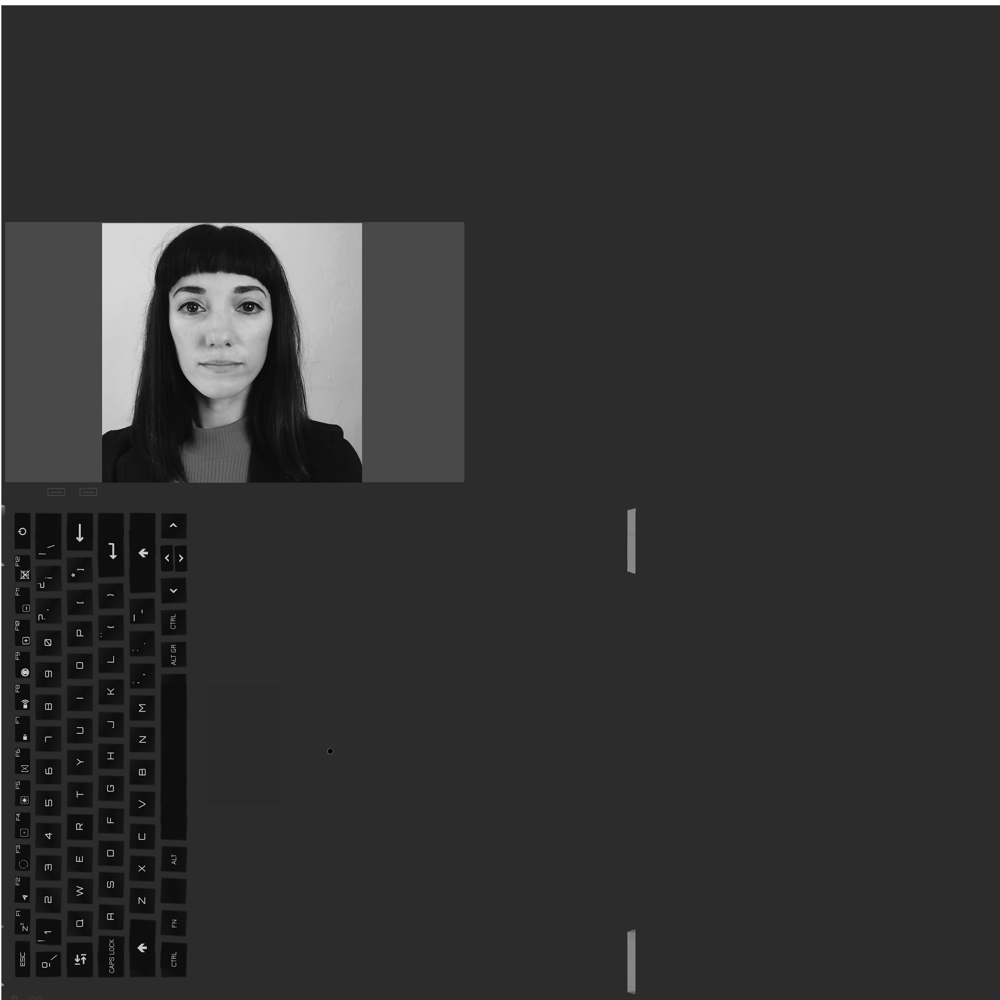 ESC F1 F2 F3 F4 F5 F6 F7 F8 F9 F10 F11 F12
º ª \ ! 1 2 3 4 5 6 7 8 9 0 ? ' ¿ ¡ | \
Q W E R T Y U I O P [ * ]
CAPS LOCK A S D F G H J K L ¨ { }
Z X C V B N M ; , : . _ -
CTRL FN ALT ALT GR CTRL < ^ v >